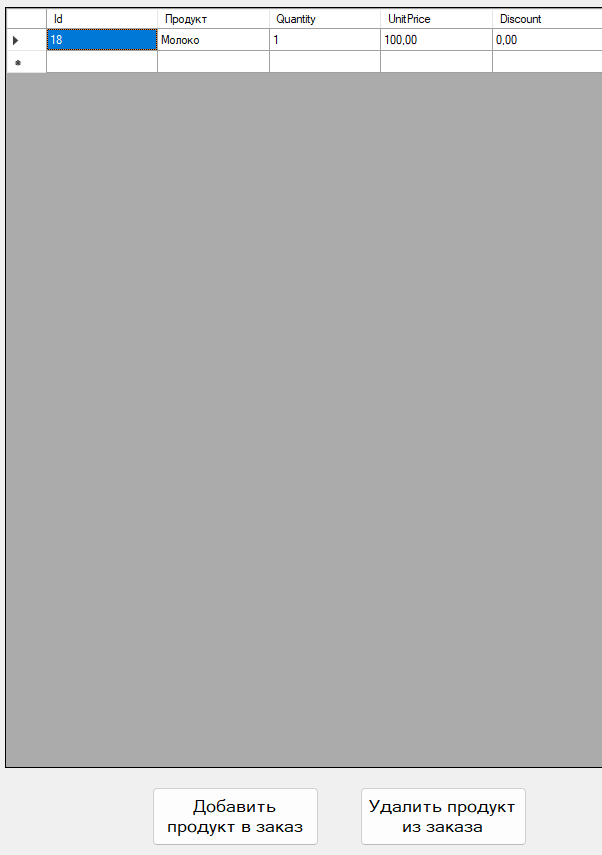 Id Продукт Quantity UnitPrice Discount
18 Молоко 1 100,00 0,00
Добавить
продукт в заказ
Удалить продукт
из заказа